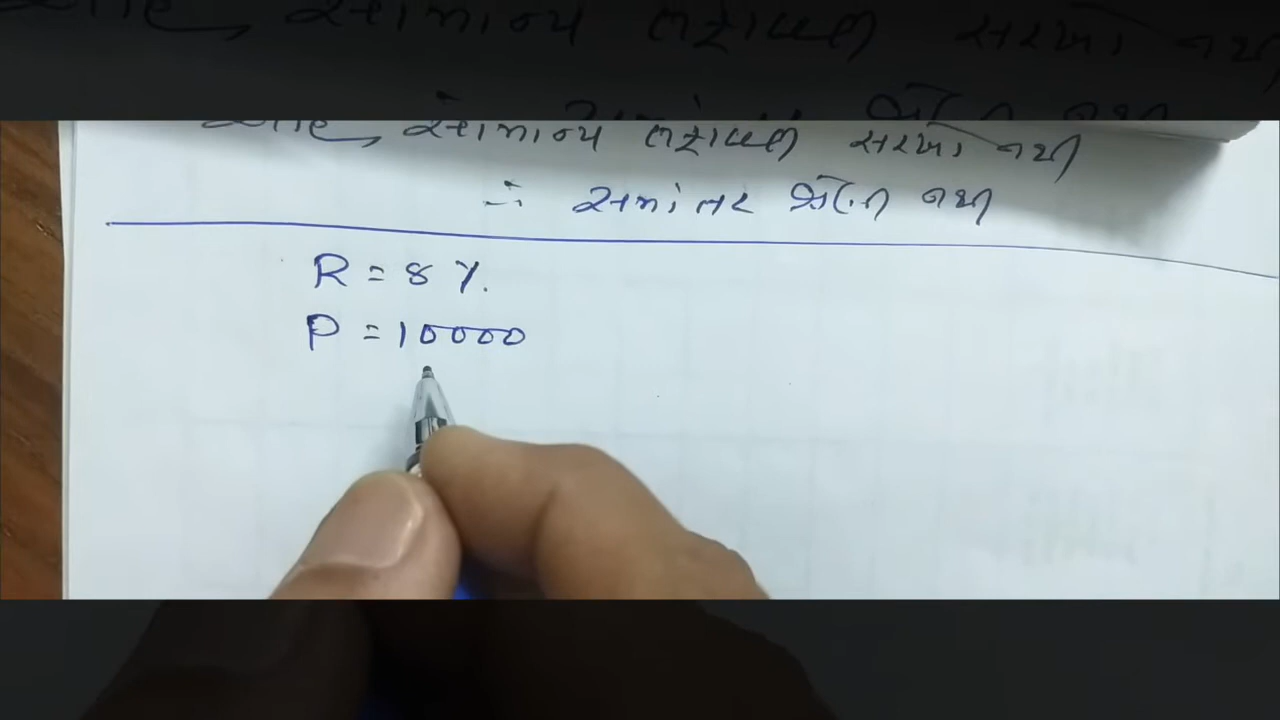 સામાન્ય તફાવત સરખો નથી
∴ સમાંતર શ્રેણી નથી
R = 8 %.
P = 10000